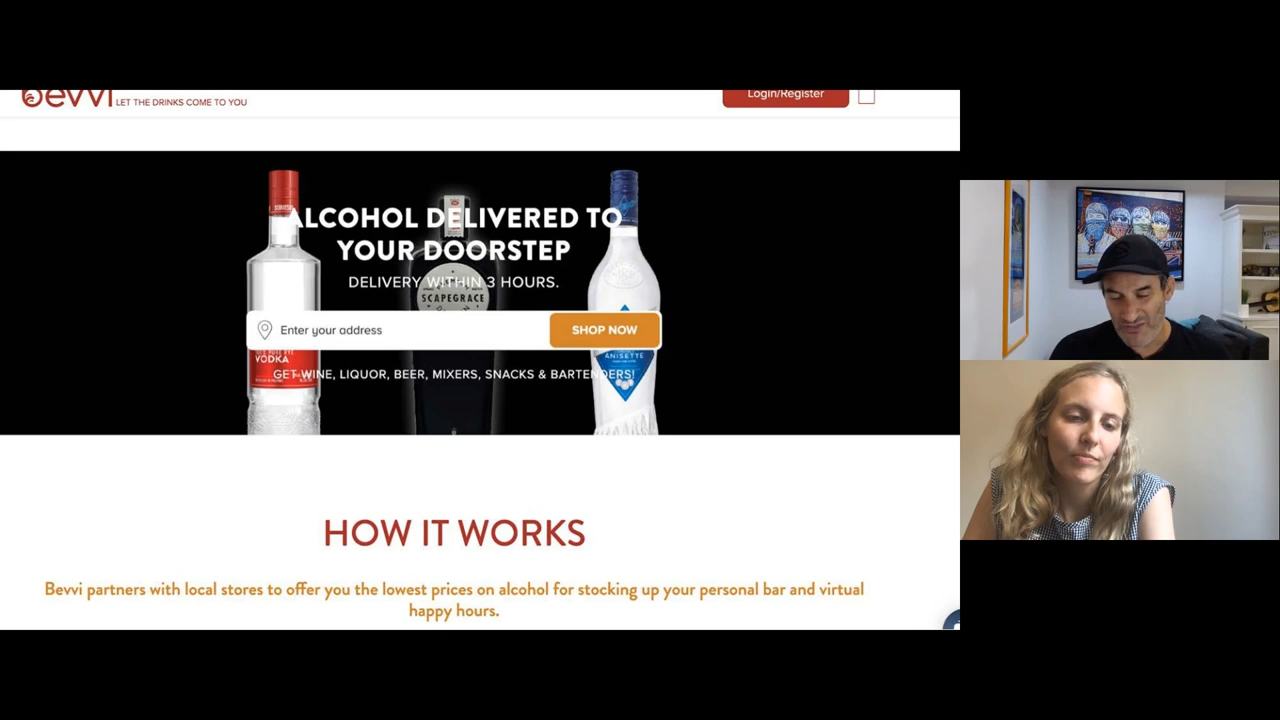 bevvi LET THE DRINKS COME TO YOU
Login/Register
ALCOHOL DELIVERED TO
YOUR DOORSTEP
DELIVERY WITHIN 3 HOURS.
SCAPEGRACE
Enter your address
SHOP NOW
VODKA
ANISETTE
GET WINE, LIQUOR, BEER, MIXERS, SNACKS & BARTENDERS!
HOW IT WORKS
Bevvi partners with local stores to offer you the lowest prices on alcohol for stocking up your personal bar and virtual
happy hours.